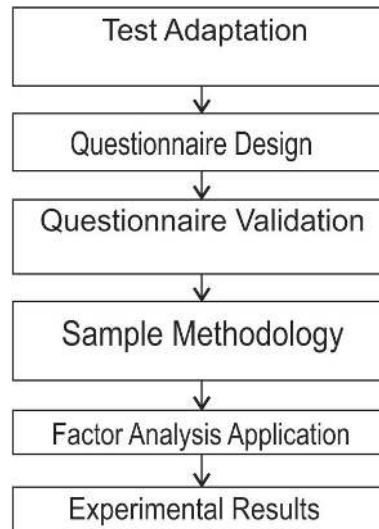 Test Adaptation
Questionnaire Design
Questionnaire Validation
Sample Methodology
Factor Analysis Application
Experimental Results